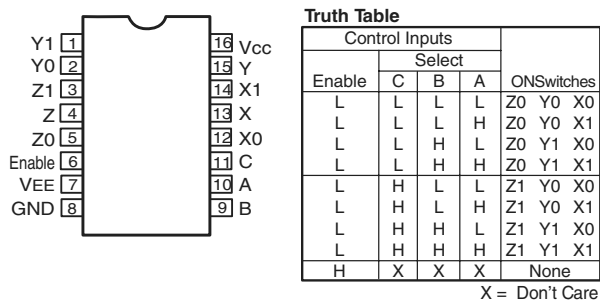 Y1 1
Y0 2
Z1 3
Z 4
Z0 5
Enable 6
VEE 7
GND 8
16 Vcc
15 Y
14 X1
13 X
12 X0
11 C
10 A
9 B
Truth Table
Control Inputs
Select
Enable C B A ONSwitches
L L L L Z0 Y0 X0
L L L H Z0 Y0 X1
L L H L Z0 Y1 X0
L L H H Z0 Y1 X1
L H L L Z1 Y0 X0
L H L H Z1 Y0 X1
L H H L Z1 Y1 X0
L H H H Z1 Y1 X1
H X X X None
X = Don't Care